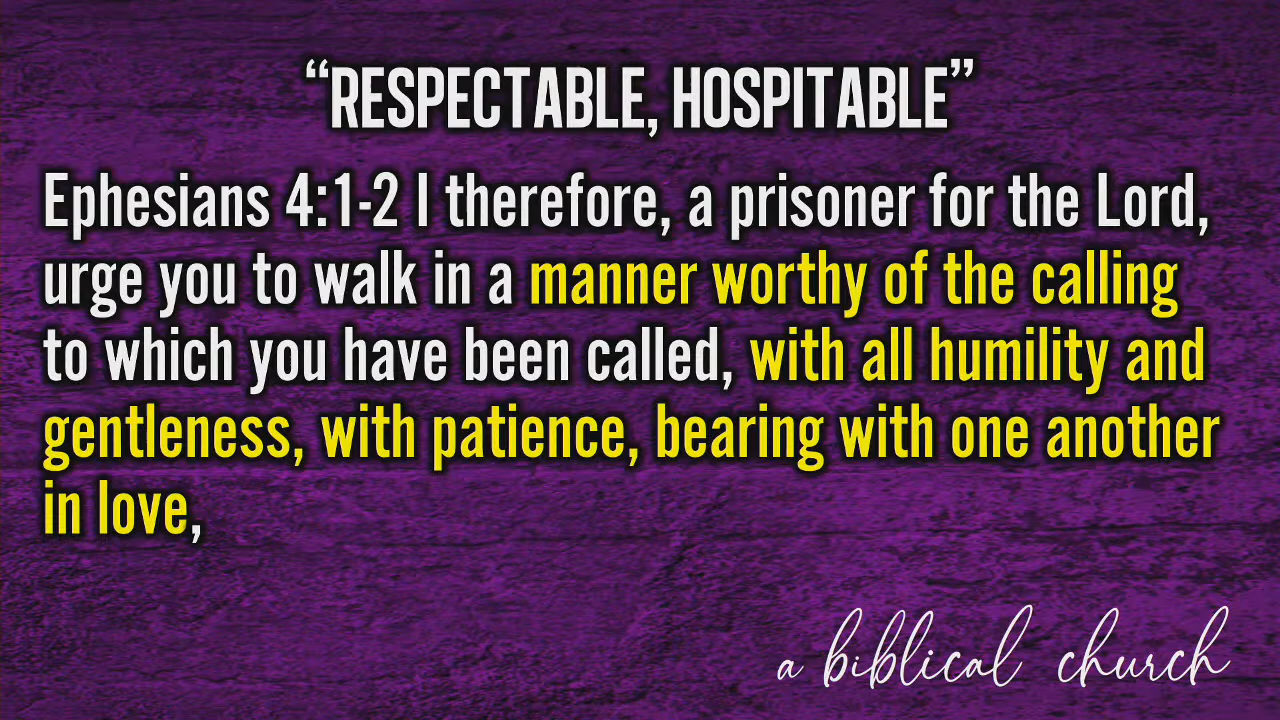 “RESPECTABLE, HOSPITABLE”
Ephesians 4:1-2 I therefore, a prisoner for the Lord,
urge you to walk in a manner worthy of the calling
to which you have been called, with all humility and
gentleness, with patience, bearing with one another
in love,
a biblical church